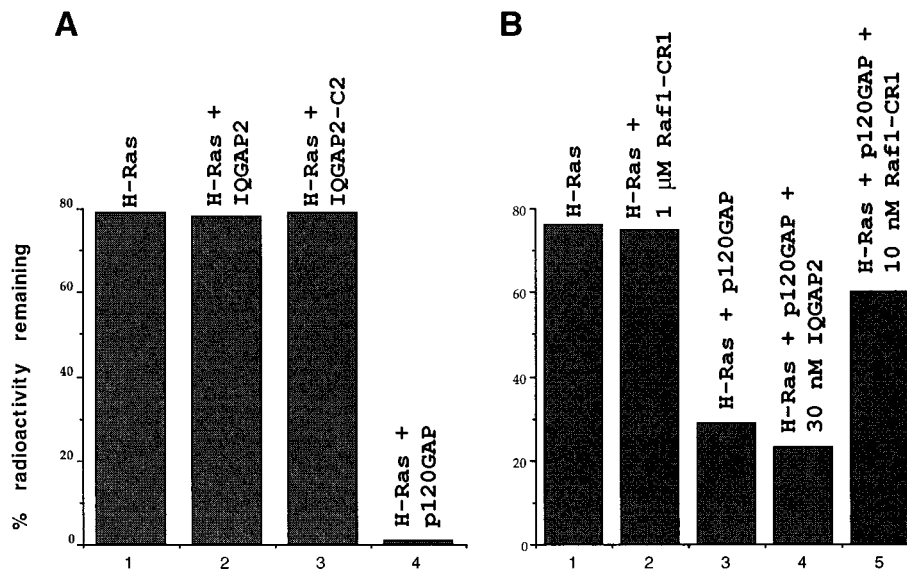 A
% radioactivity remaining
80
60
40
20
0
H-Ras
H-Ras +
IQGAP2
H-Ras +
IQGAP2-C2
H-Ras +
p120GAP
1
2
3
4
B
80
60
40
20
0
H-Ras
H-Ras +
1 μM Raf1-CR1
H-Ras + p120GAP
H-Ras + p120GAP +
30 nM IQGAP2
H-Ras + p120GAP +
10 nM Raf1-CR1
1
2
3
4
5